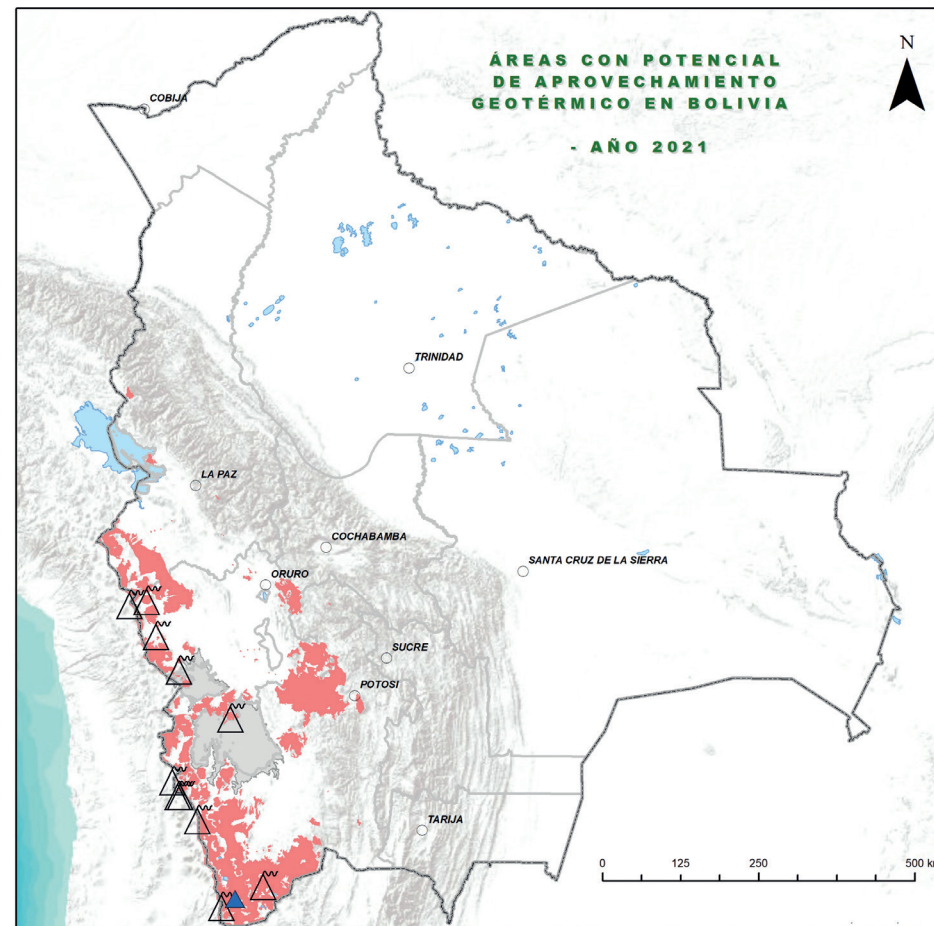 ÁREAS CON POTENCIAL
DE APROVECHAMIENTO
GEOTÉRMICO EN BOLIVIA
- AÑO 2021
N
COBIJA
TRINIDAD
LA PAZ
COCHABAMBA
ORURO
SANTA CRUZ DE LA SIERRA
SUCRE
POTOSI
TARIJA
0 125 250 500 km